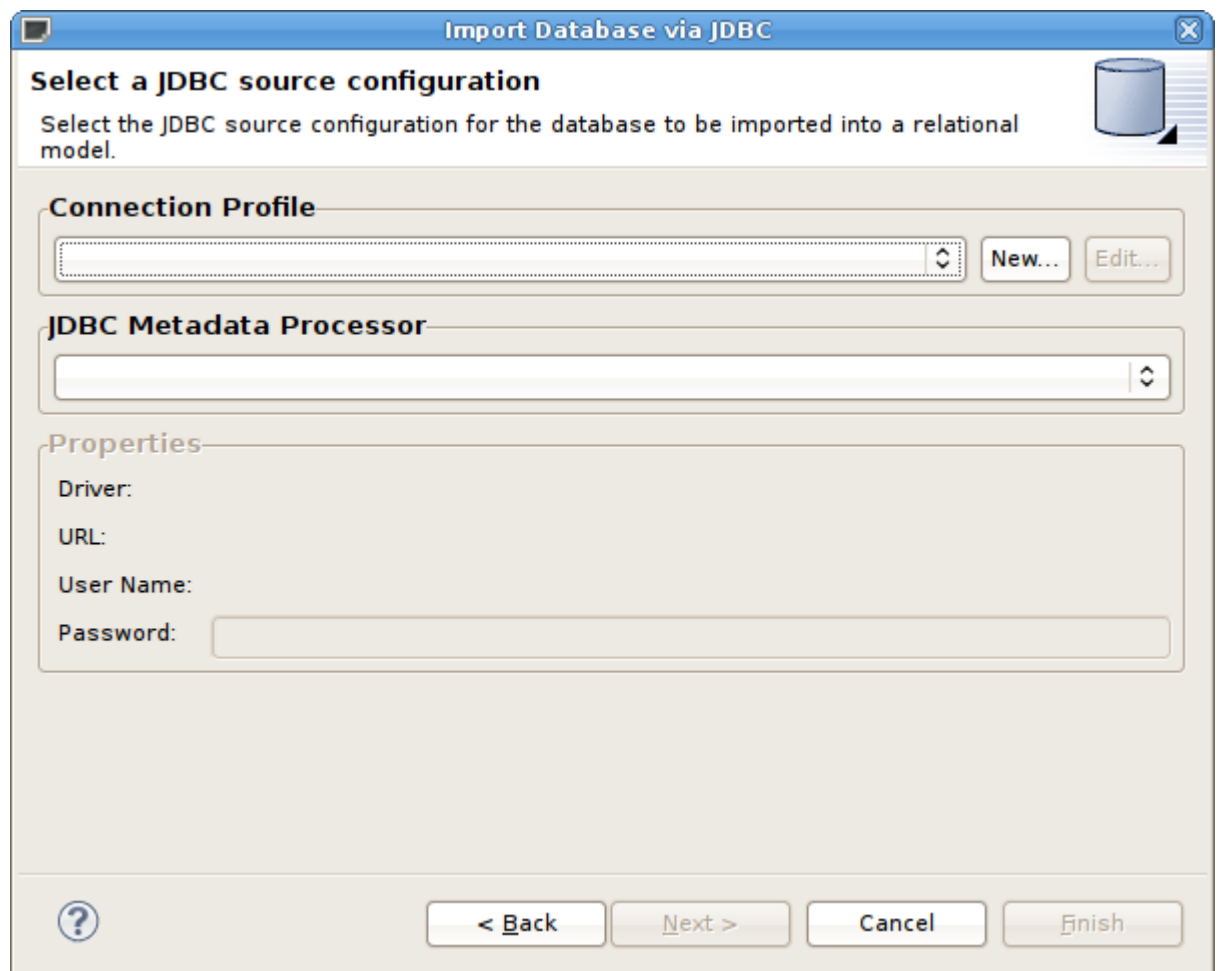 Import Database via JDBC
Select a JDBC source configuration
Select the JDBC source configuration for the database to be imported into a relational
model.
Connection Profile
New... Edit...
JDBC Metadata Processor
Properties
Driver:
URL:
User Name:
Password:
? < Back Next > Cancel Finish